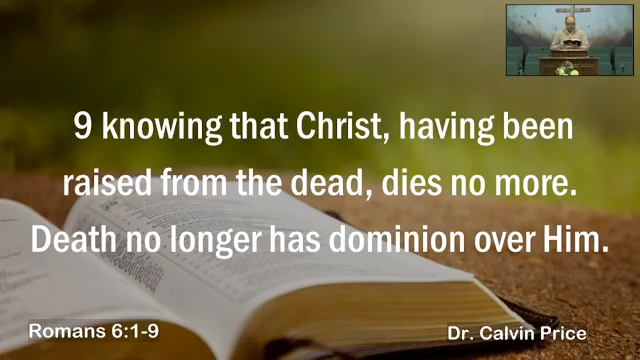 9 knowing that Christ, having been
raised from the dead, dies no more.
Death no longer has dominion over Him.
Romans 6:1-9
Dr. Calvin Price